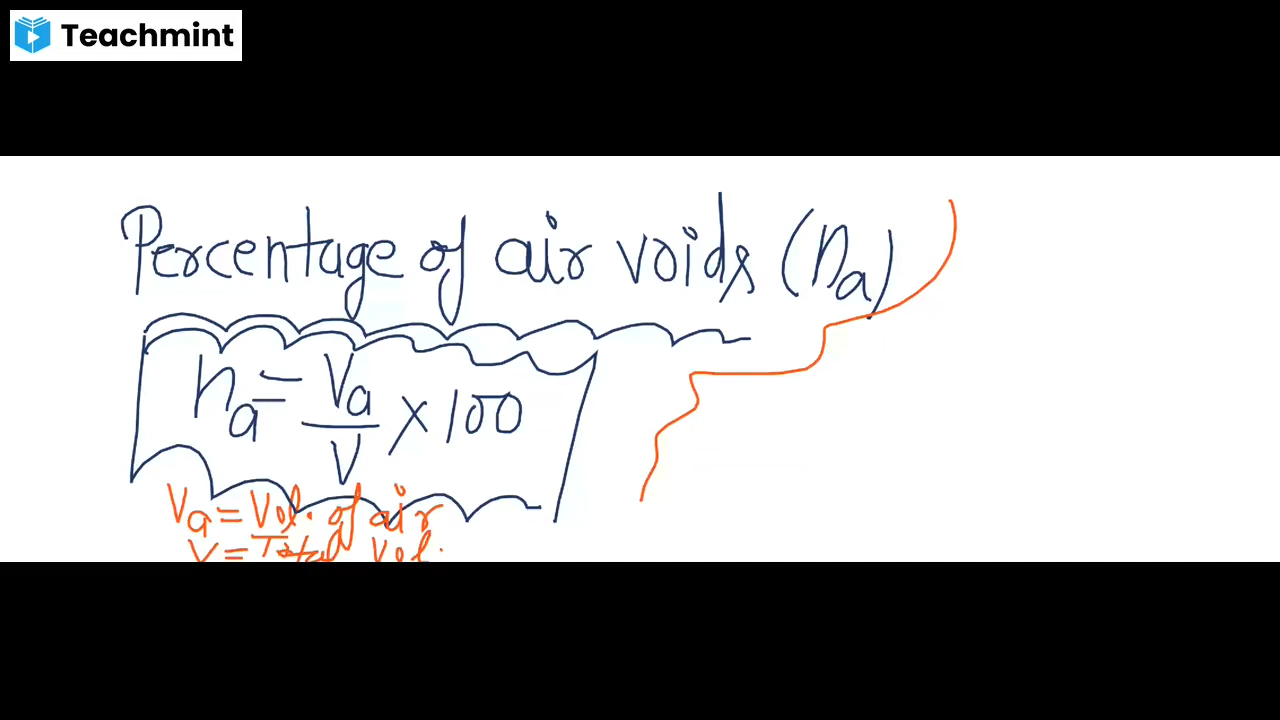 Teachmint
Percentage of air voids (na)
na = Va/V × 100
Va = Vol. of air
V = Total Vol.